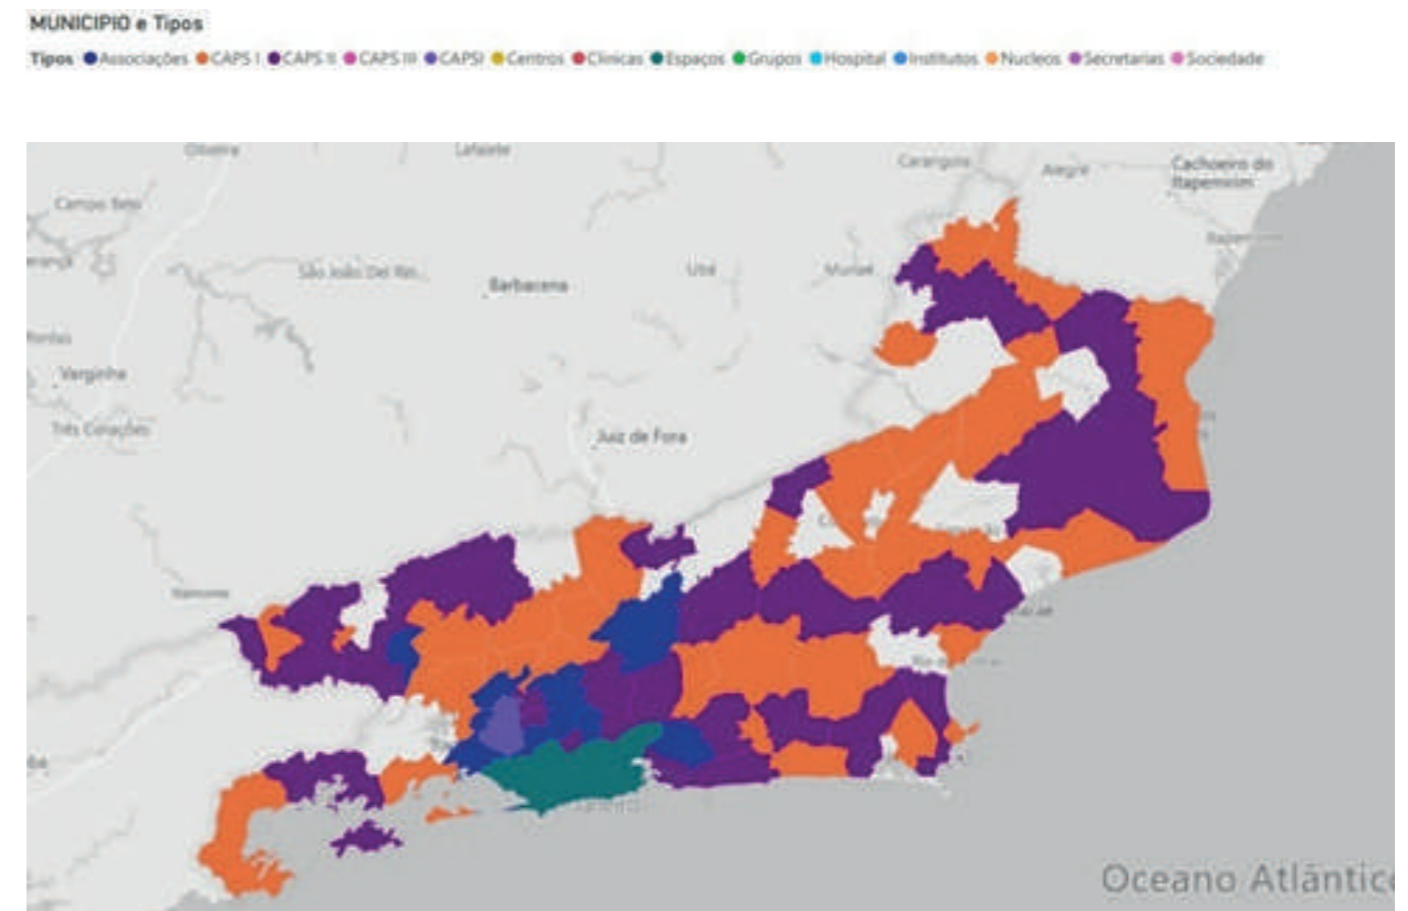 MUNICIPIO e Tipos
Tipos Associações CAPS I CAPS II CAPS III CAPSI Centros Clinicas Espaços Grupos Hospital Institutos Nucleos Secretarias Sociedade
Oliveira Lafaiete Carangola Alegre Cachoeiro do
Itapemirim
Campo Belo
São João Del Rei... Barbacena Ubá Muriaé
Varginha
Três Corações Juiz de Fora
Itamonte
Oceano Atlântico